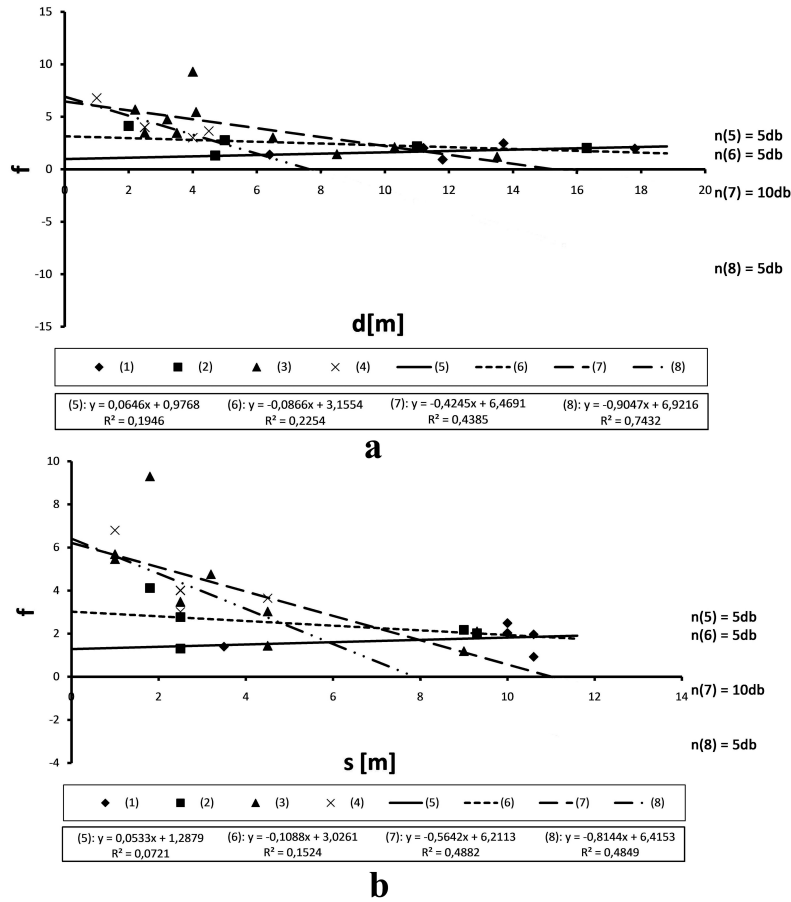 15
10
5
0
-5
-10
-15
f
0 2 4 6 8 10 12 14 16 18 20
d[m]
n(5) = 5db
n(6) = 5db
n(7) = 10db
n(8) = 5db
(1) (2) (3) (4) (5) (6) (7) (8)
(5): y = 0,0646x + 0,9768 (6): y = -0,0866x + 3,1554 (7): y = -0,4245x + 6,4691 (8): y = -0,9047x + 6,9216
R² = 0,1946 R² = 0,2254 R² = 0,4385 R² = 0,7432
a
10
8
6
4
2
0
-2
-4
f
0 2 4 6 8 10 12 14
s [m]
n(5) = 5db
n(6) = 5db
n(7) = 10db
n(8) = 5db
(1) (2) (3) (4) (5) (6) (7) (8)
(5): y = 0,0533x + 1,2879 (6): y = -0,1088x + 3,0261 (7): y = -0,5642x + 6,2113 (8): y = -0,8144x + 6,4153
R² = 0,0721 R² = 0,1524 R² = 0,4882 R² = 0,4849
b